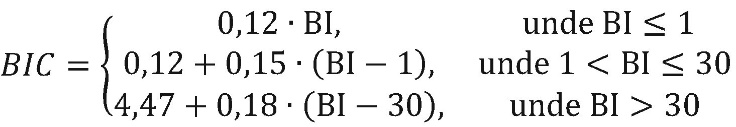 BIC = { 0,12 · BI, unde BI ≤ 1
0,12 + 0,15 · (BI − 1), unde 1 < BI ≤ 30
4,47 + 0,18 · (BI − 30), unde BI > 30